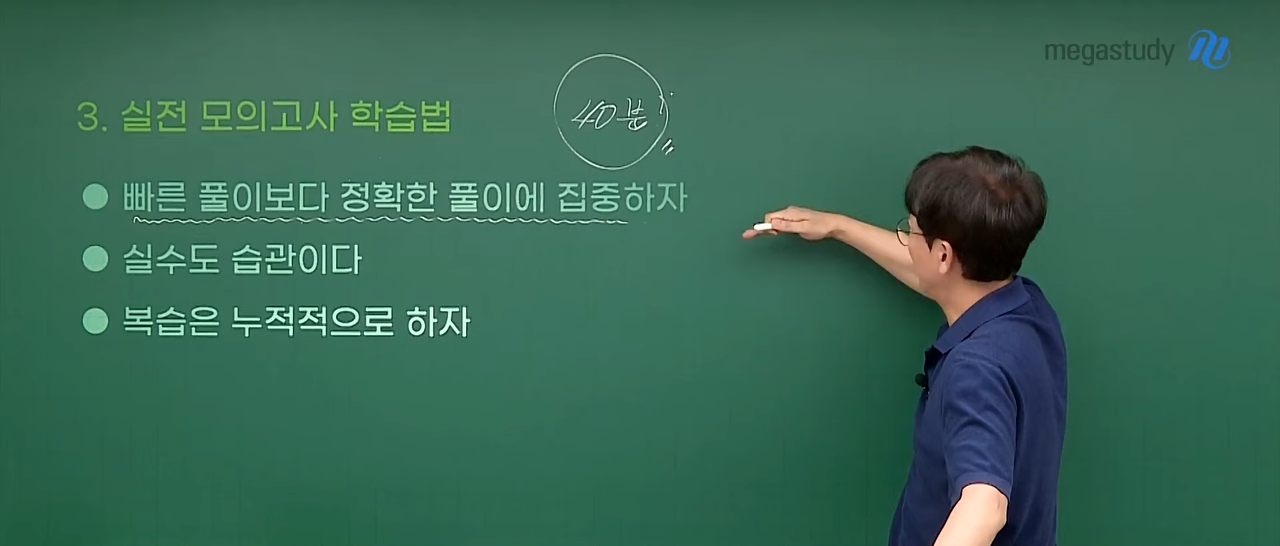 megastudy
3. 실전 모의고사 학습법
40분
● 빠른 풀이보다 정확한 풀이에 집중하자
● 실수도 습관이다
● 복습은 누적적으로 하자